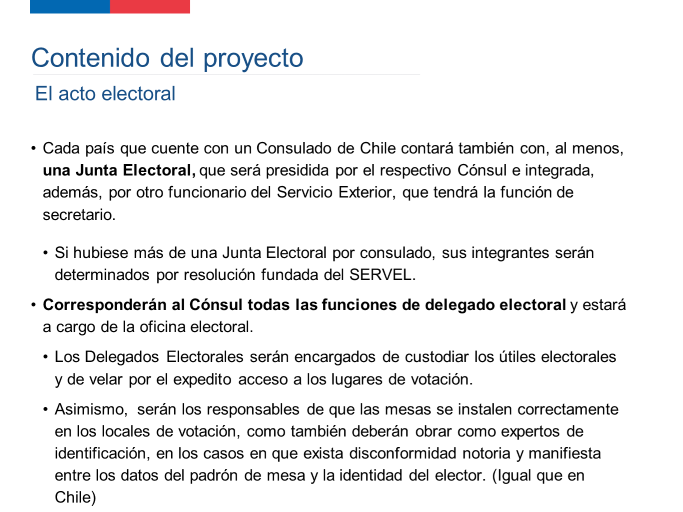 Contenido del proyecto
El acto electoral
• Cada país que cuente con un Consulado de Chile contará también con, al menos,
una Junta Electoral, que será presidida por el respectivo Cónsul e integrada,
además, por otro funcionario del Servicio Exterior, que tendrá la función de
secretario.
• Si hubiese más de una Junta Electoral por consulado, sus integrantes serán
determinados por resolución fundada del SERVEL.
• Corresponderán al Cónsul todas las funciones de delegado electoral y estará
a cargo de la oficina electoral.
• Los Delegados Electorales serán encargados de custodiar los útiles electorales
y de velar por el expedito acceso a los lugares de votación.
• Asimismo, serán los responsables de que las mesas se instalen correctamente
en los locales de votación, como también deberán obrar como expertos de
identificación, en los casos en que exista disconformidad notoria y manifiesta
entre los datos del padrón de mesa y la identidad del elector. (Igual que en
Chile)